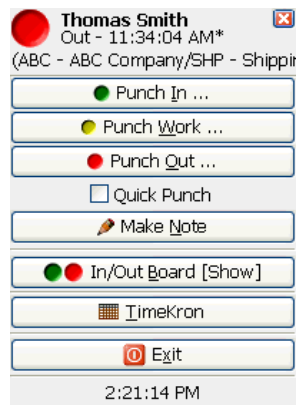 Thomas Smith
Out - 11:34:04 AM*
(ABC - ABC Company/SHP - Shippin
Punch In ...
Punch Work ...
Punch Out ...
Quick Punch
Make Note
In/Out Board [Show]
TimeKron
Exit
2:21:14 PM